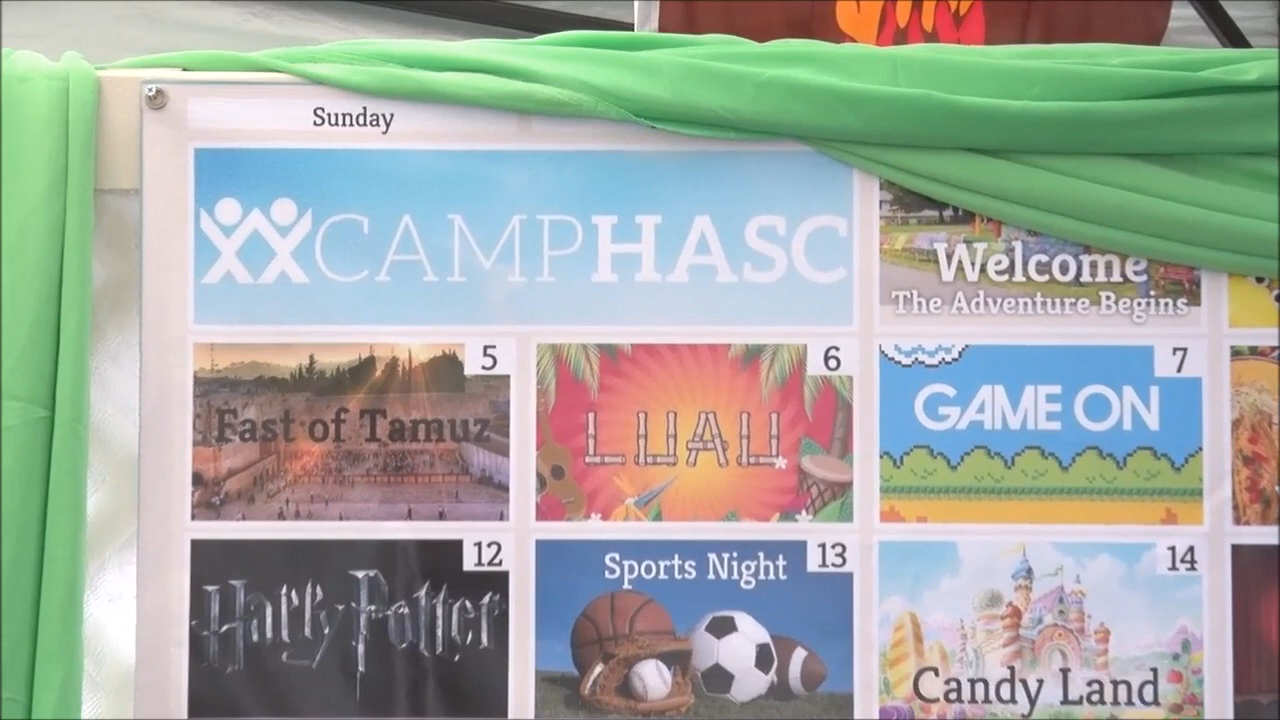 Sunday
CAMPHASC
Welcome
The Adventure Begins
5
Fast of Tamuz
6
LUAU
7
GAME ON
12
Harry Potter
13
Sports Night
14
Candy Land